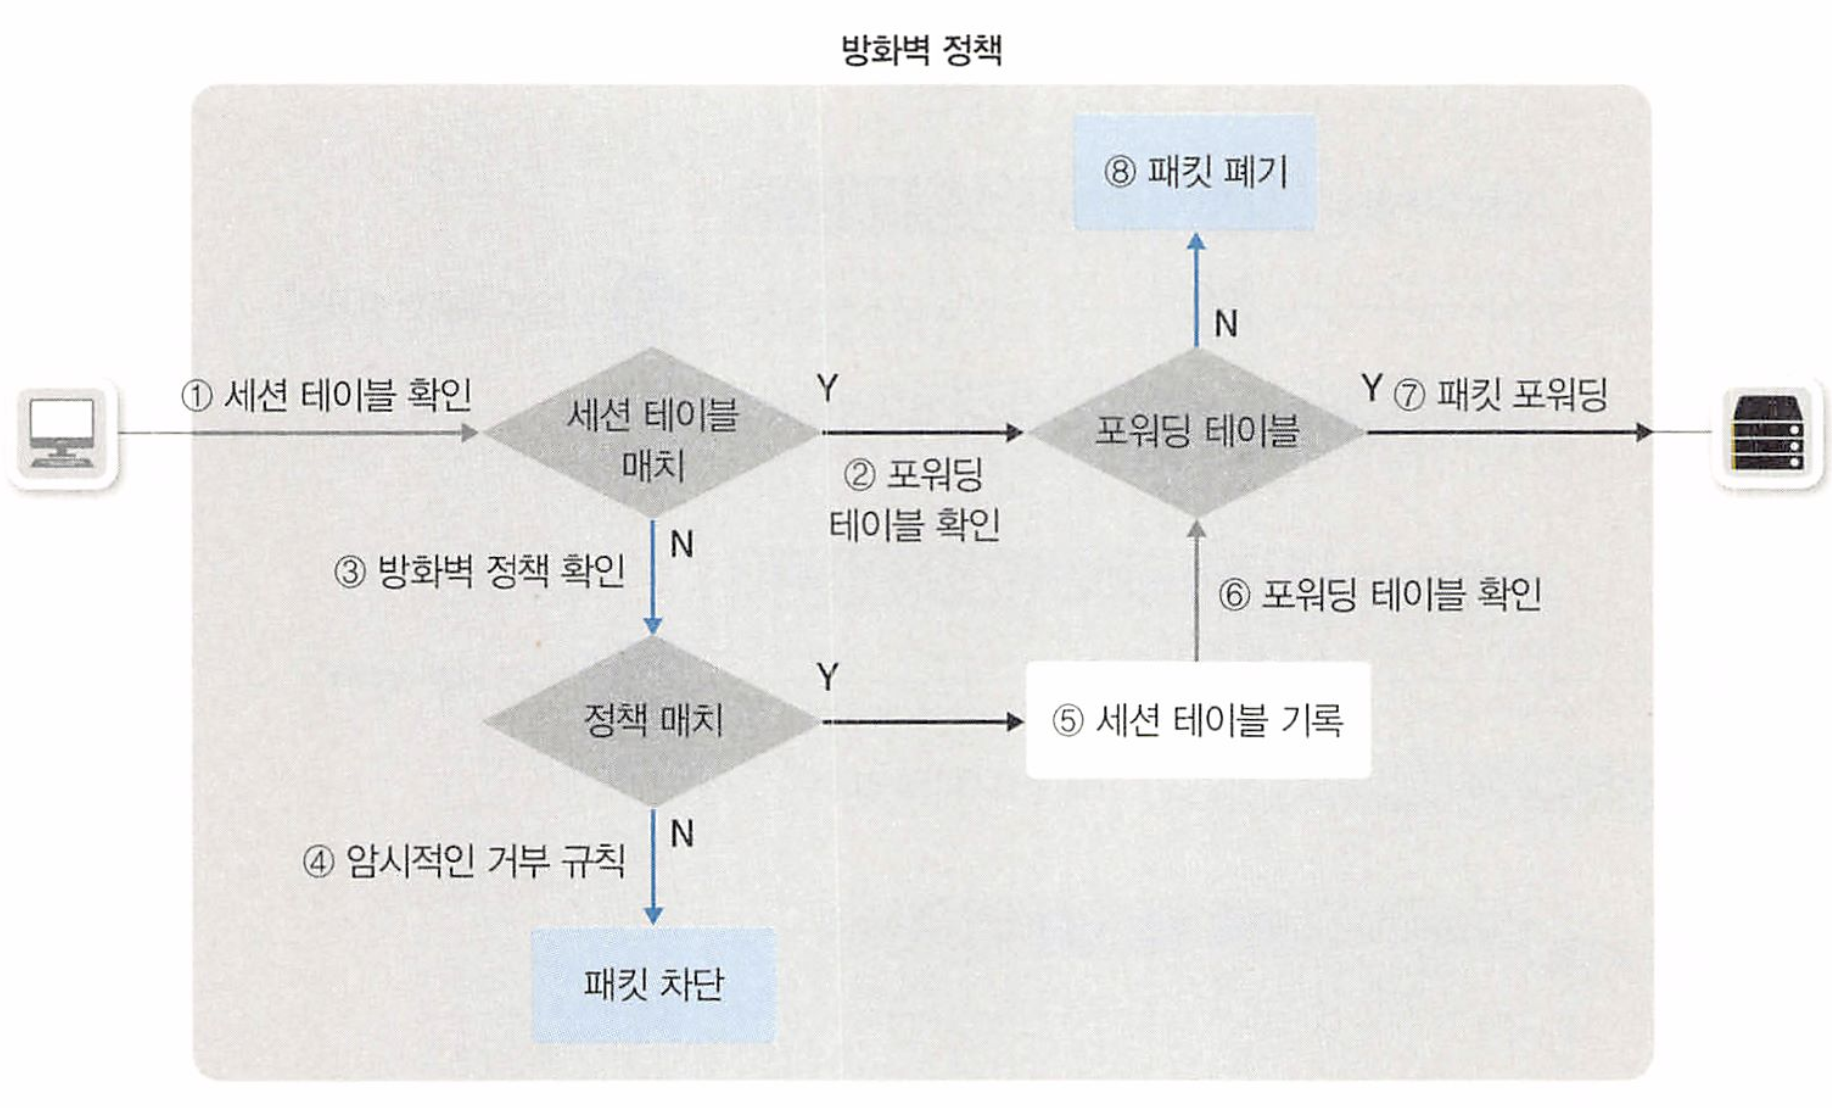 방화벽 정책
⑧ 패킷 폐기
N
① 세션 테이블 확인
세션 테이블
매치
Y
② 포워딩
테이블 확인
포워딩 테이블
Y ⑦ 패킷 포워딩
N
③ 방화벽 정책 확인
⑥ 포워딩 테이블 확인
정책 매치
Y
⑤ 세션 테이블 기록
N
④ 암시적인 거부 규칙
패킷 차단